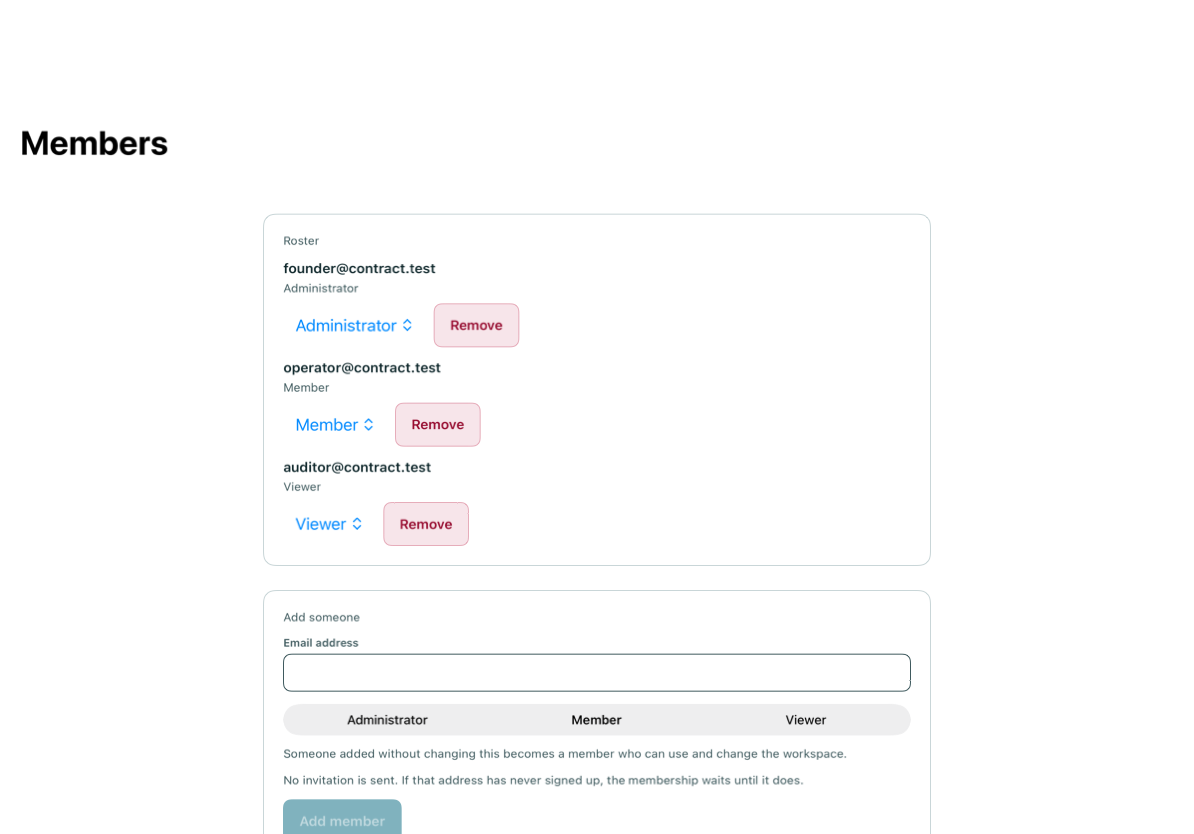 Members
Roster
founder@contract.test
Administrator
Administrator
Remove
operator@contract.test
Member
Member
Remove
auditor@contract.test
Viewer
Viewer
Remove
Add someone
Email address
Administrator
Member
Viewer
Someone added without changing this becomes a member who can use and change the workspace.
No invitation is sent. If that address has never signed up, the membership waits until it does.
Add member